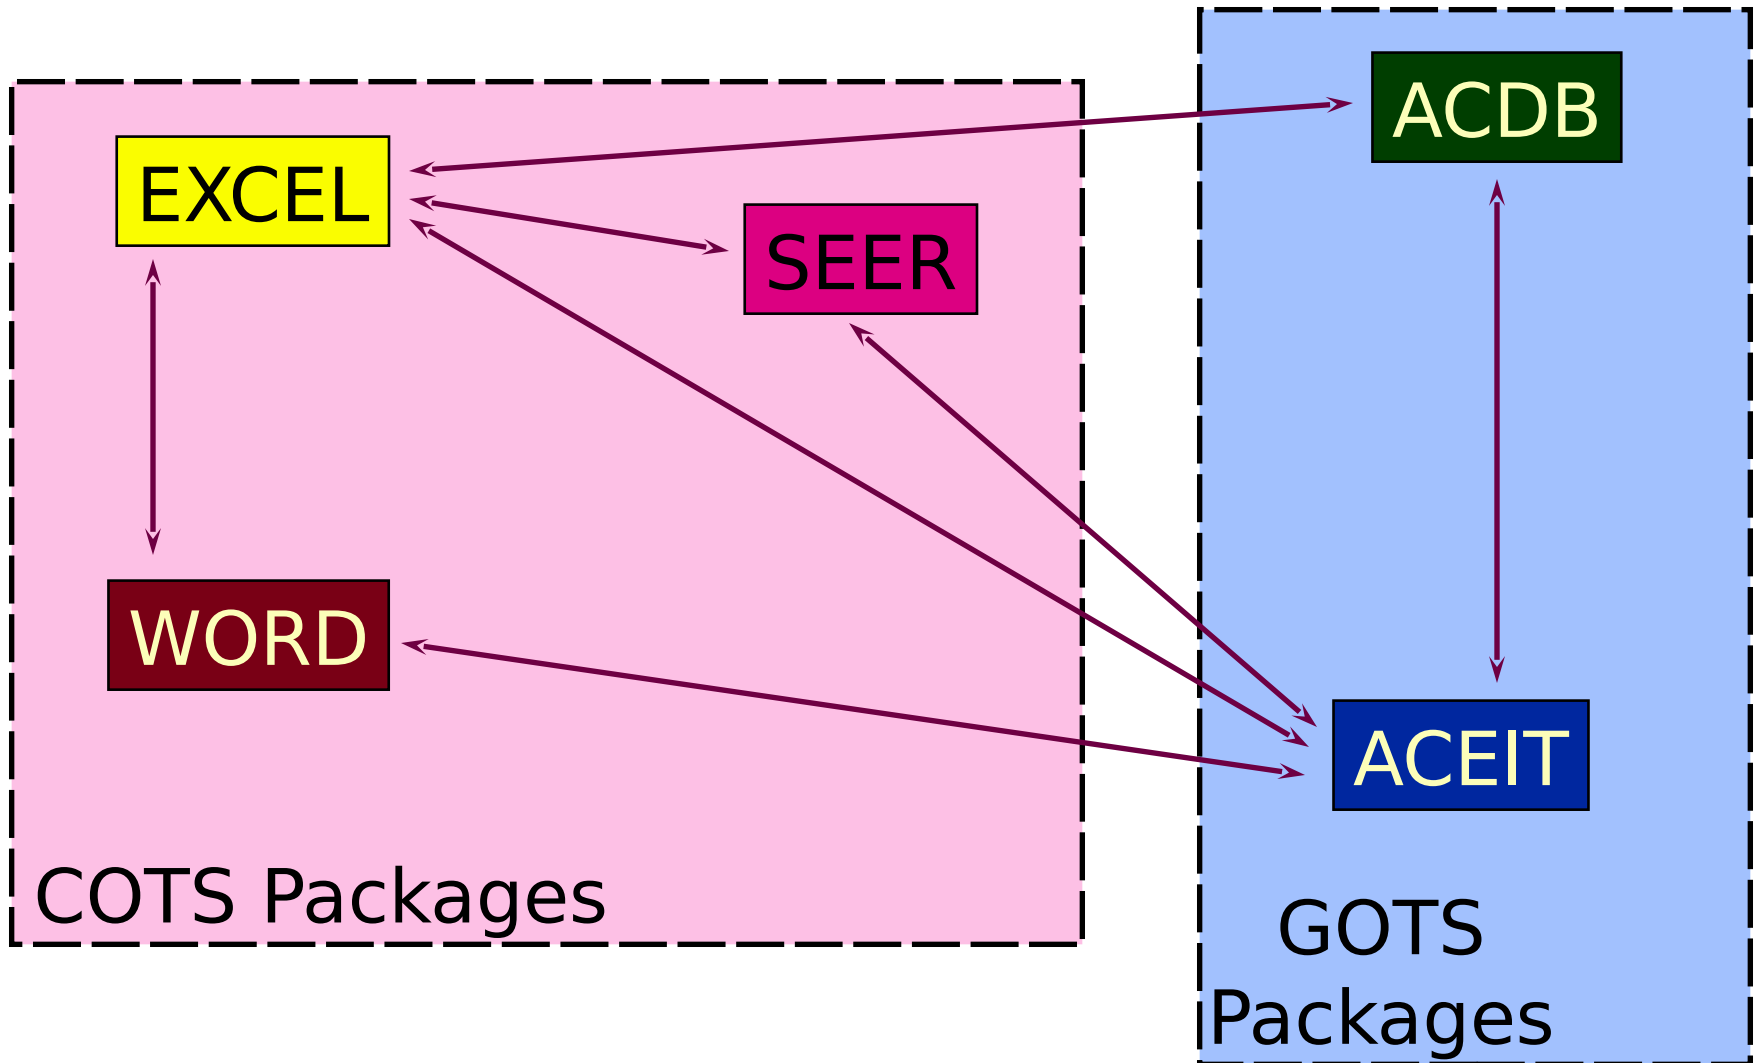 ACDB
EXCEL
SEER
WORD
ACEIT
COTS Packages
GOTS
Packages